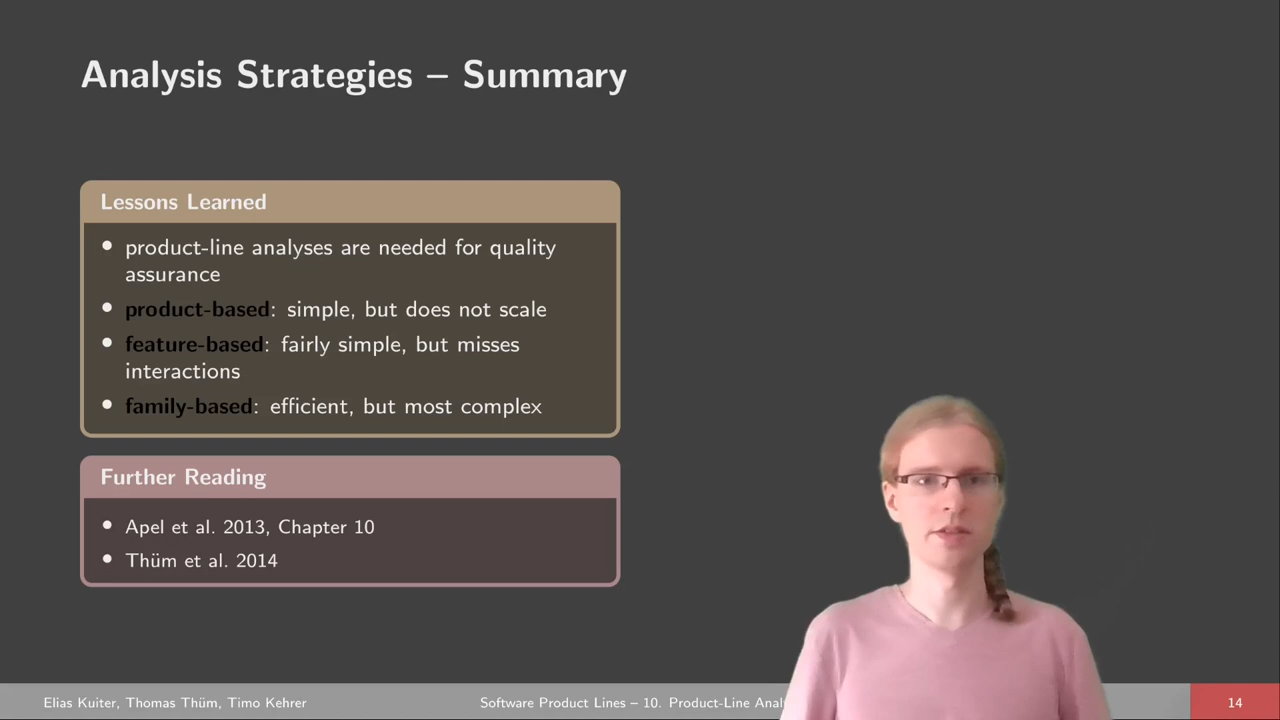 Analysis Strategies – Summary
Lessons Learned
• product-line analyses are needed for quality
assurance
• product-based: simple, but does not scale
• feature-based: fairly simple, but misses
interactions
• family-based: efficient, but most complex
Further Reading
• Apel et al. 2013, Chapter 10
• Thüm et al. 2014
Elias Kuiter, Thomas Thüm, Timo Kehrer
Software Product Lines – 10. Product-Line
14